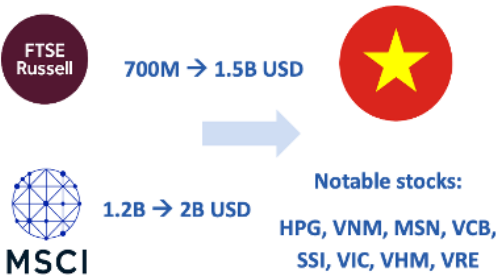 FTSE
Russell
700M → 1.5B USD
MSCI
1.2B → 2B USD
Notable stocks:
HPG, VNM, MSN, VCB,
SSI, VIC, VHM, VRE